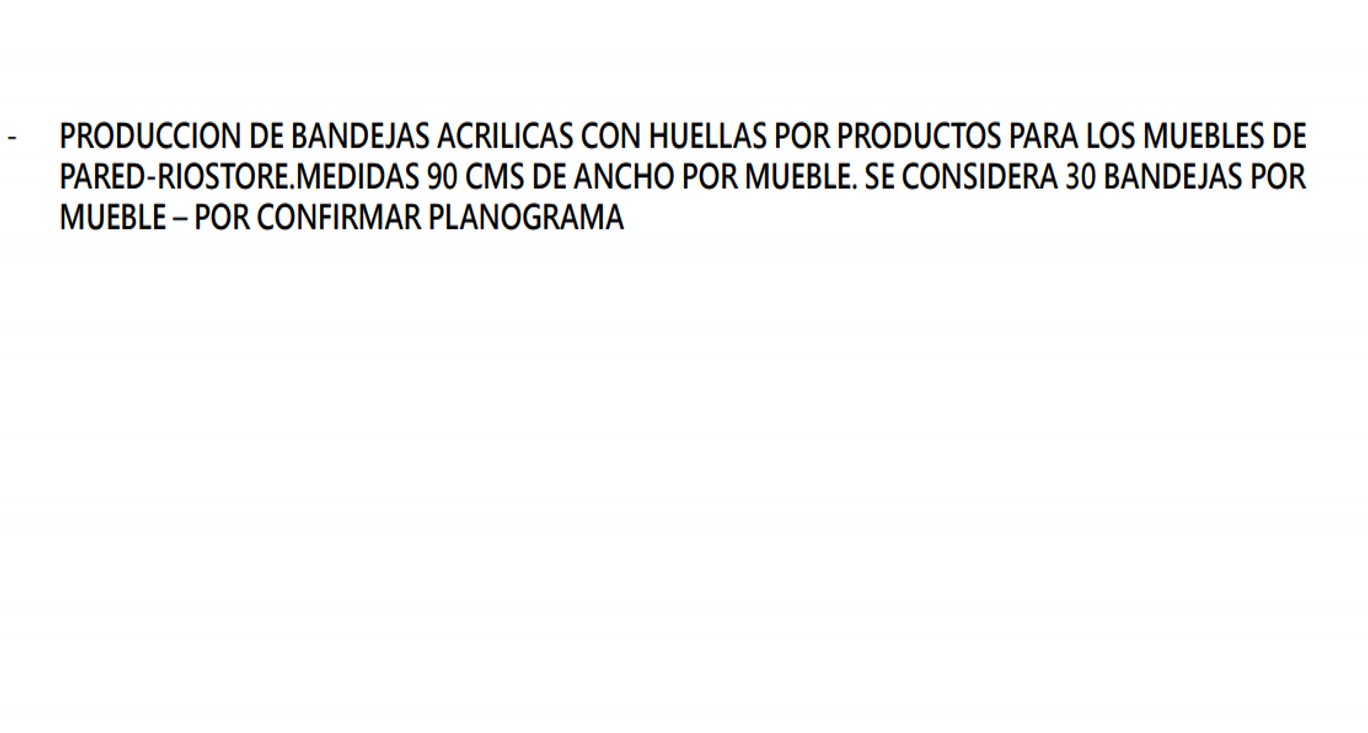 - PRODUCCION DE BANDEJAS ACRILICAS CON HUELLAS POR PRODUCTOS PARA LOS MUEBLES DE
PARED-RIOSTORE.MEDIDAS 90 CMS DE ANCHO POR MUEBLE. SE CONSIDERA 30 BANDEJAS POR
MUEBLE – POR CONFIRMAR PLANOGRAMA